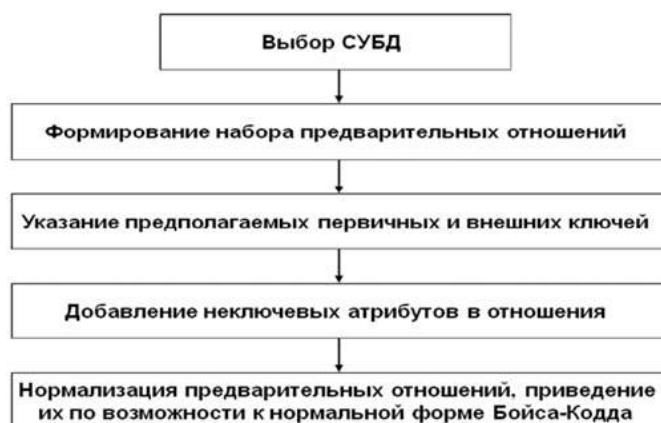 Выбор СУБД
Формирование набора предварительных отношений
Указание предполагаемых первичных и внешних ключей
Добавление неключевых атрибутов в отношения
Нормализация предварительных отношений, приведение
их по возможности к нормальной форме Бойса-Кодда